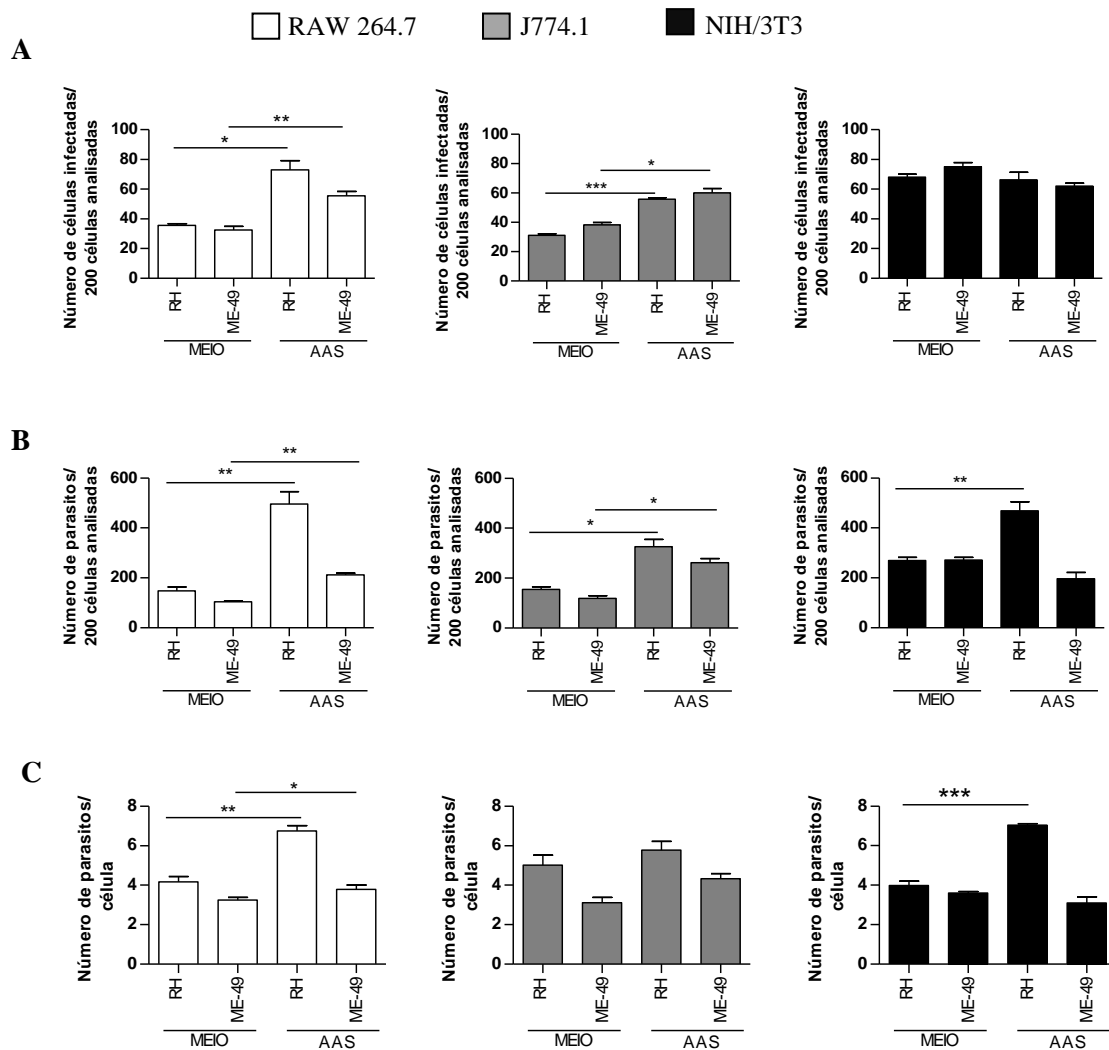 RAW 264.7 J774.1 NIH/3T3
A
Número de células infectadas/
200 células analisadas
100
80
60
40
20
0
* **
RH ME-49 RH ME-49
MEIO AAS
Número de células infectadas/
200 células analisadas
100
80
60
40
20
0
*** *
RH ME-49 RH ME-49
MEIO AAS
Número de células infectadas/
200 células analisadas
100
80
60
40
20
0
RH ME-49 RH ME-49
MEIO AAS
B
Número de parasitos/
200 células analisadas
600
400
200
0
** **
RH ME-49 RH ME-49
MEIO AAS
Número de parasitos/
200 células analisadas
600
400
200
0
* *
RH ME-49 RH ME-49
MEIO AAS
Número de parasitos/
200 células analisadas
600
400
200
0
**
RH ME-49 RH ME-49
MEIO AAS
C
Número de parasitos/
célula
8
6
4
2
0
** *
RH ME-49 RH ME-49
MEIO AAS
Número de parasitos/
célula
8
6
4
2
0
RH ME-49 RH ME-49
MEIO AAS
Número de parasitos/
célula
8
6
4
2
0
***
RH ME-49 RH ME-49
MEIO AAS